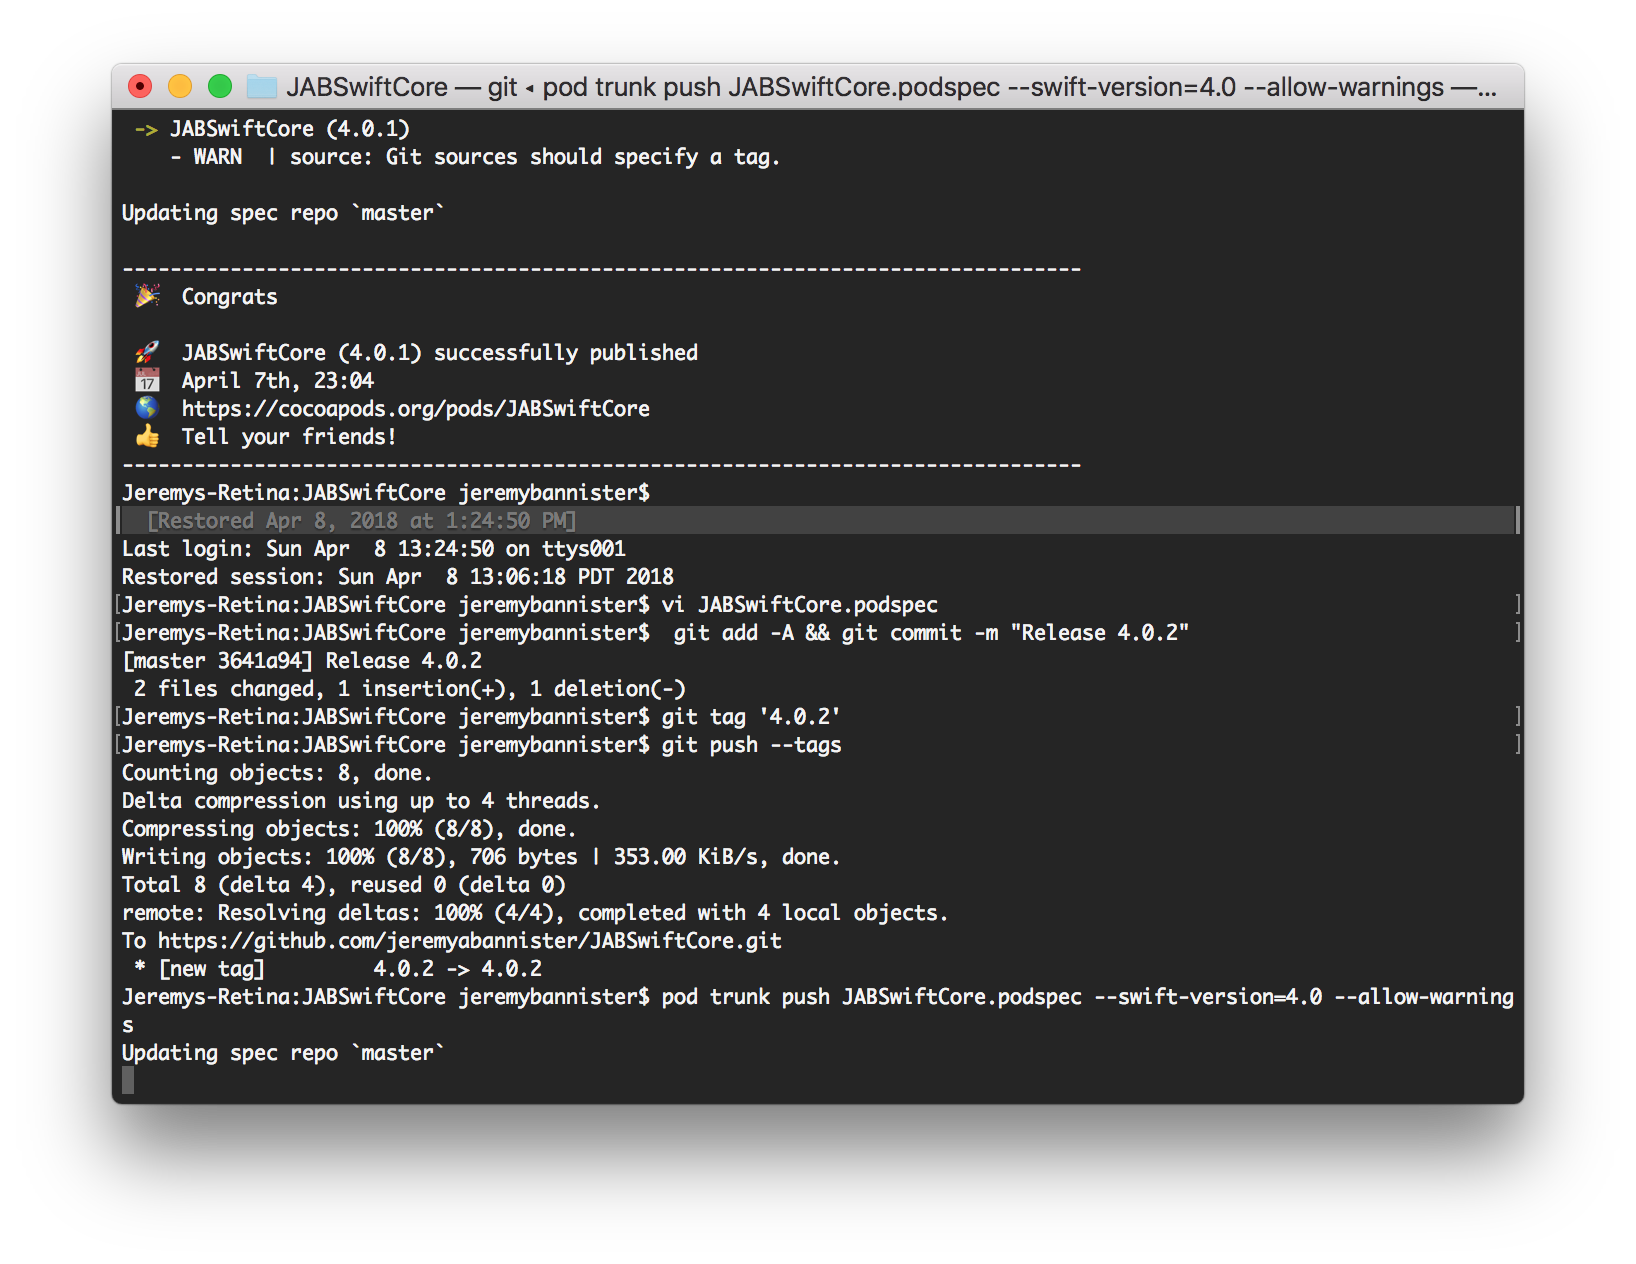 JABSwiftCore — git ◂ pod trunk push JABSwiftCore.podspec --swift-version=4.0 --allow-warnings —...
-> JABSwiftCore (4.0.1)
- WARN  | source: Git sources should specify a tag.
Updating spec repo `master`
--------------------------------------------------------------------------------
🎉  Congrats
🚀  JABSwiftCore (4.0.1) successfully published
📅  April 7th, 23:04
🌎  https://cocoapods.org/pods/JABSwiftCore
👍  Tell your friends!
--------------------------------------------------------------------------------
Jeremys-Retina:JABSwiftCore jeremybannister$
[Restored Apr 8, 2018 at 1:24:50 PM]
Last login: Sun Apr  8 13:24:50 on ttys001
Restored session: Sun Apr  8 13:06:18 PDT 2018
[Jeremys-Retina:JABSwiftCore jeremybannister$ vi JABSwiftCore.podspec ]
[Jeremys-Retina:JABSwiftCore jeremybannister$  git add -A && git commit -m "Release 4.0.2" ]
[master 3641a94] Release 4.0.2
2 files changed, 1 insertion(+), 1 deletion(-)
[Jeremys-Retina:JABSwiftCore jeremybannister$ git tag '4.0.2' ]
[Jeremys-Retina:JABSwiftCore jeremybannister$ git push --tags ]
Counting objects: 8, done.
Delta compression using up to 4 threads.
Compressing objects: 100% (8/8), done.
Writing objects: 100% (8/8), 706 bytes | 353.00 KiB/s, done.
Total 8 (delta 4), reused 0 (delta 0)
remote: Resolving deltas: 100% (4/4), completed with 4 local objects.
To https://github.com/jeremyabannister/JABSwiftCore.git
* [new tag]         4.0.2 -> 4.0.2
Jeremys-Retina:JABSwiftCore jeremybannister$ pod trunk push JABSwiftCore.podspec --swift-version=4.0 --allow-warning
s
Updating spec repo `master`